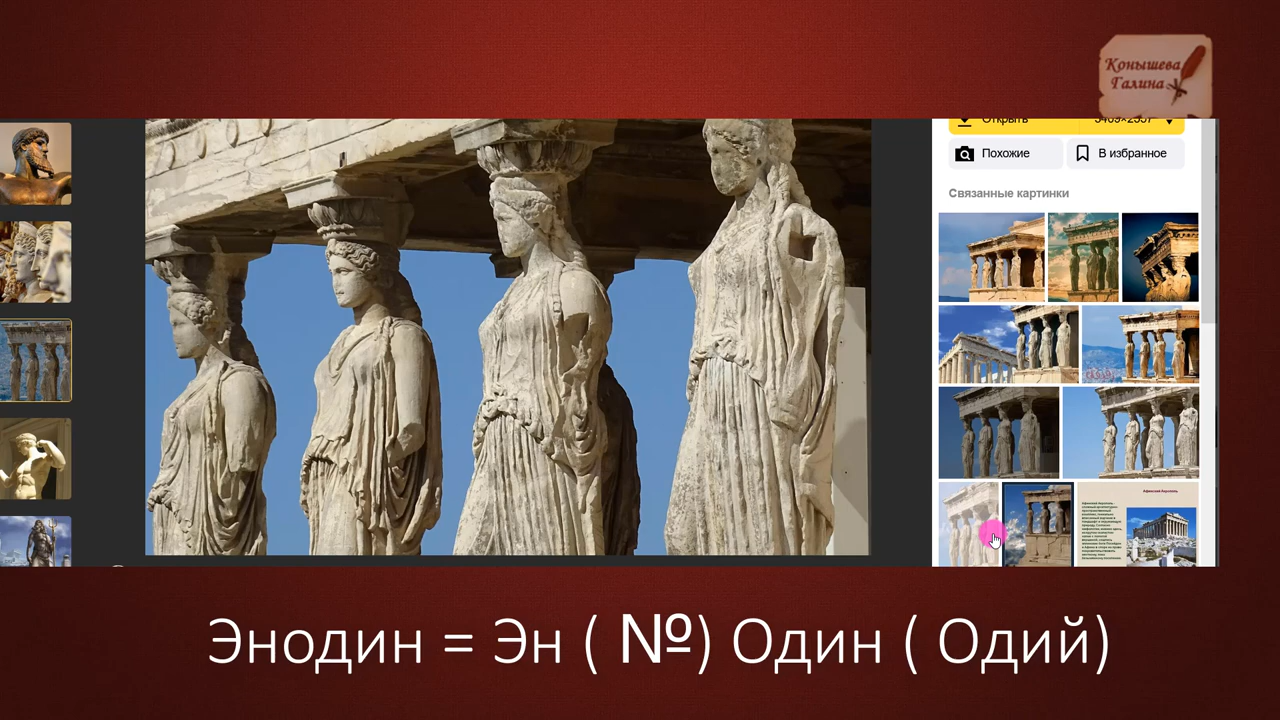 Конышева
Галина
Открыть
Похожие
В избранное
Связанные картинки
Энодин = Эн ( №) Один ( Одий)